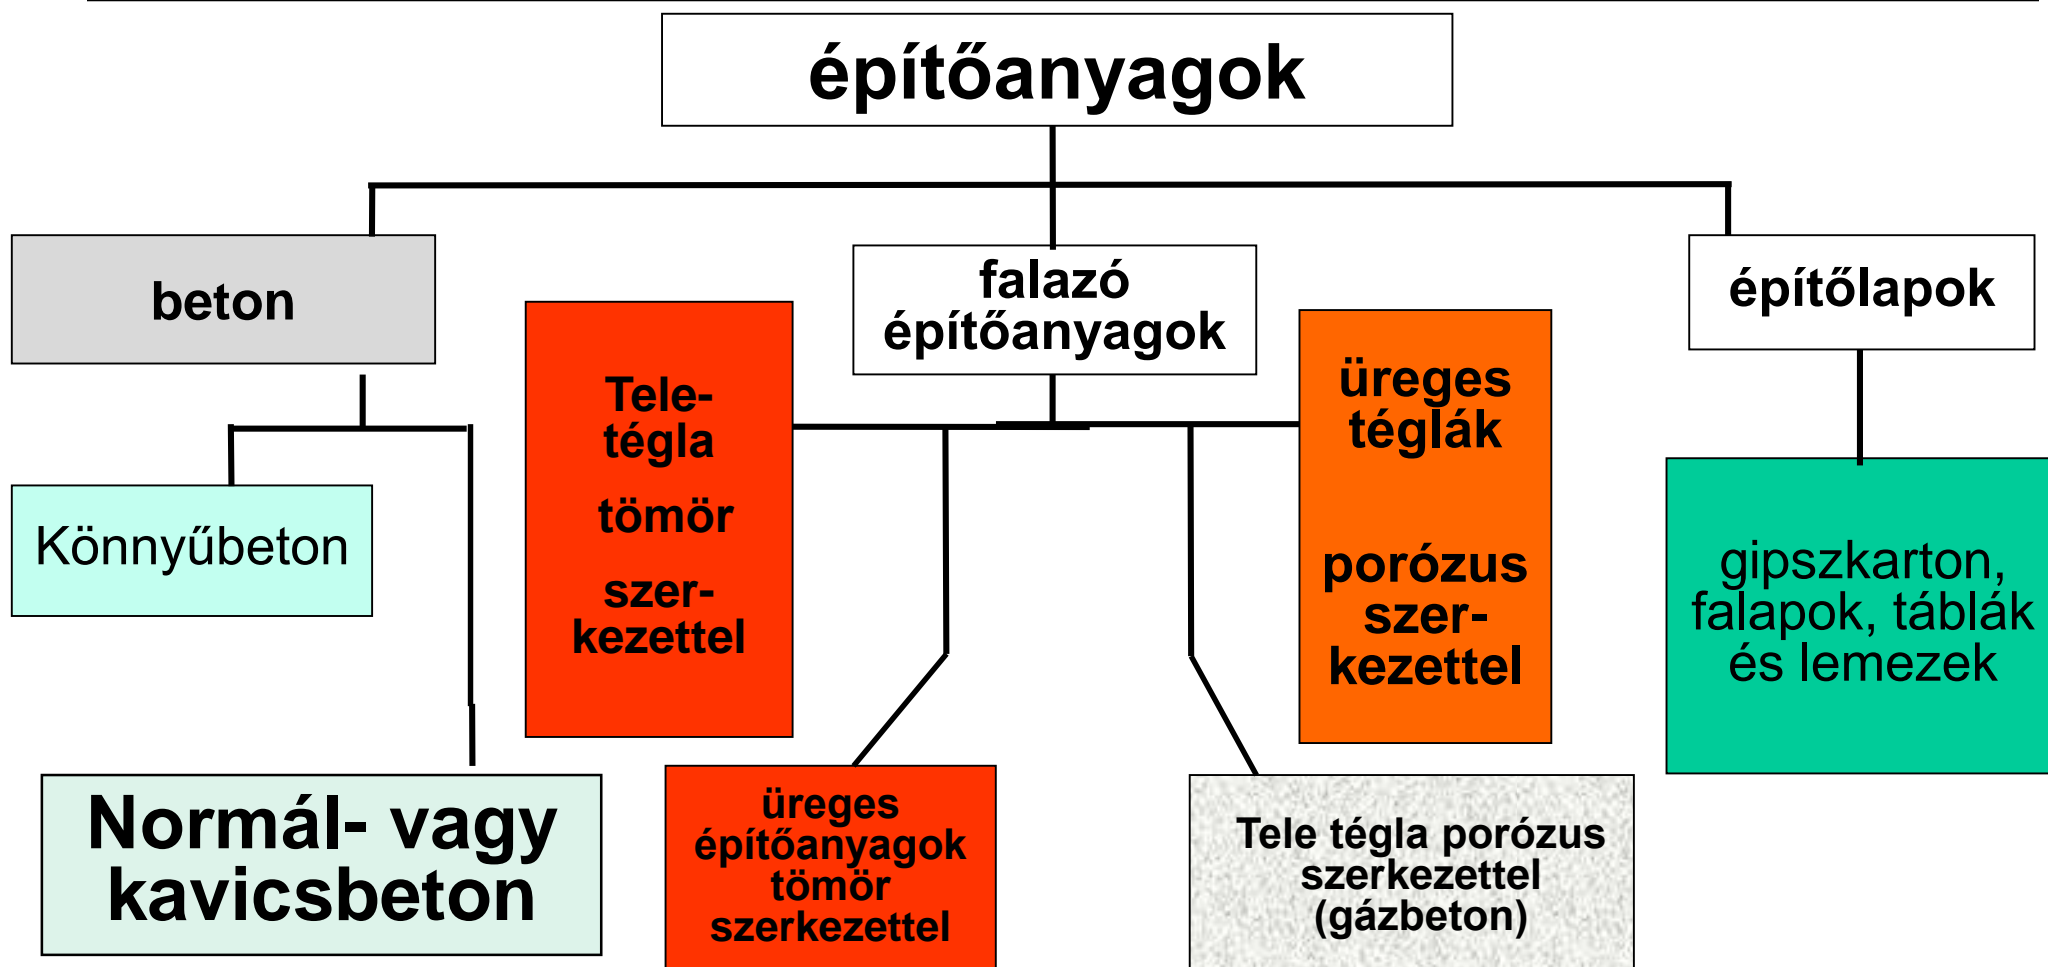 építőanyagok
beton
falazó
építőanyagok
építőlapok
Tele-
tégla
tömör
szer-
kezettel
üreges
téglák
porózus
szer-
kezettel
Könnyűbeton
gipszkarton,
falapok, táblák
és lemezek
Normál- vagy
kavicsbeton
üreges
építőanyagok
tömör
szerkezettel
Tele tégla porózus
szerkezettel
(gázbeton)